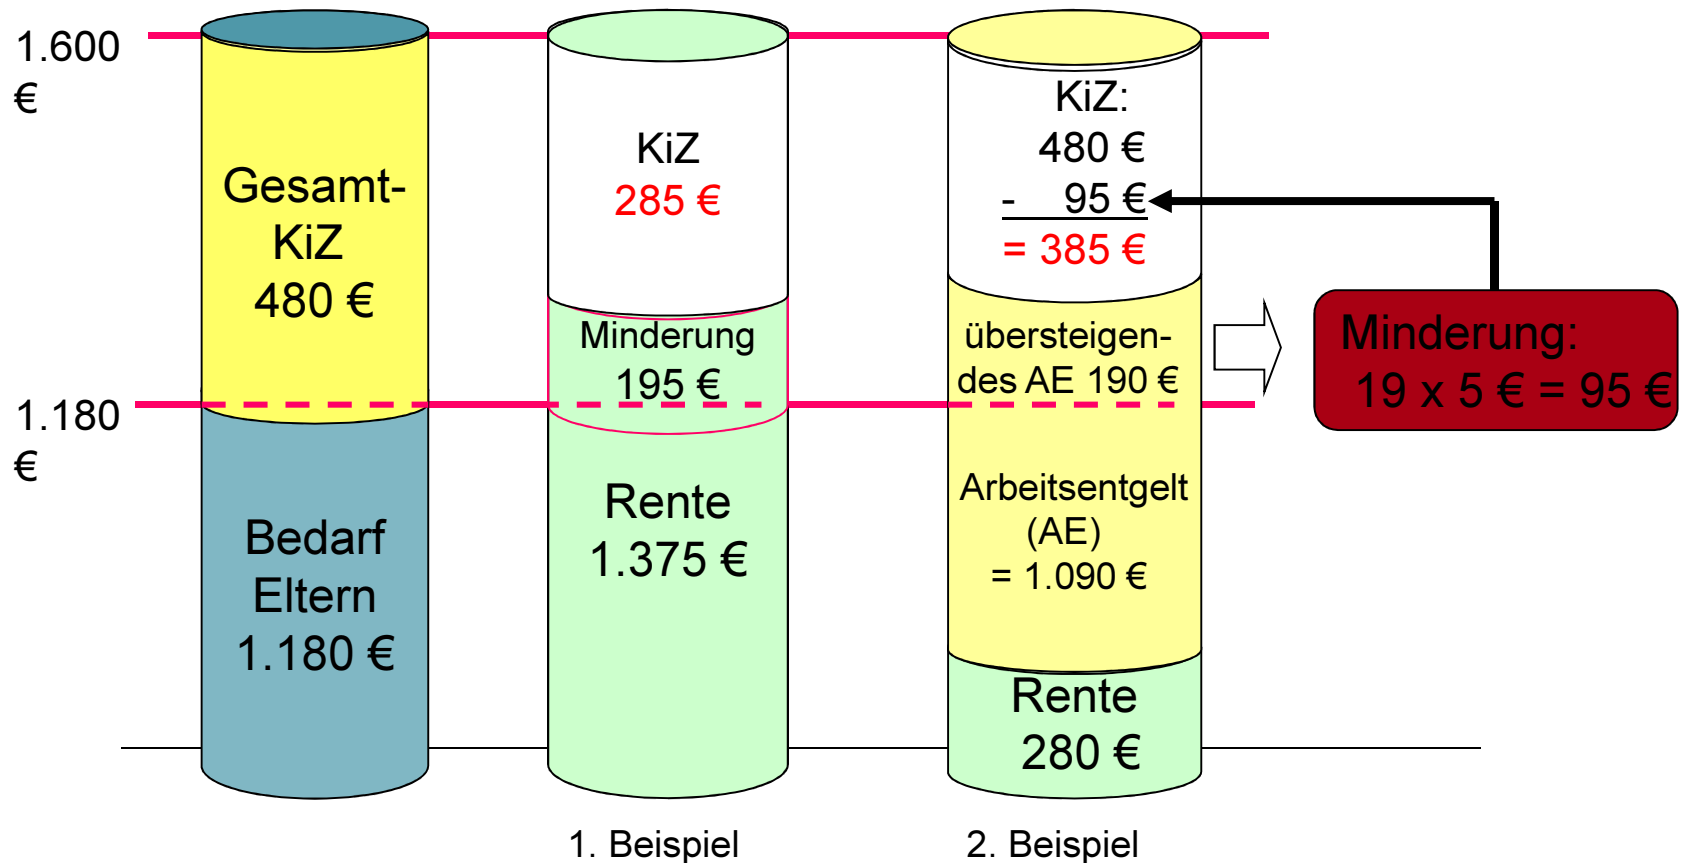 1.600
€
1.180
€
Gesamt-
KiZ
480 €
Bedarf
Eltern
1.180 €
KiZ
285 €
Minderung
195 €
Rente
1.375 €
1. Beispiel
KiZ:
480 €
- 95 €
= 385 €
übersteigen-
des AE 190 €
Arbeitsentgelt
(AE)
= 1.090 €
Rente
280 €
2. Beispiel
Minderung:
19 x 5 € = 95 €